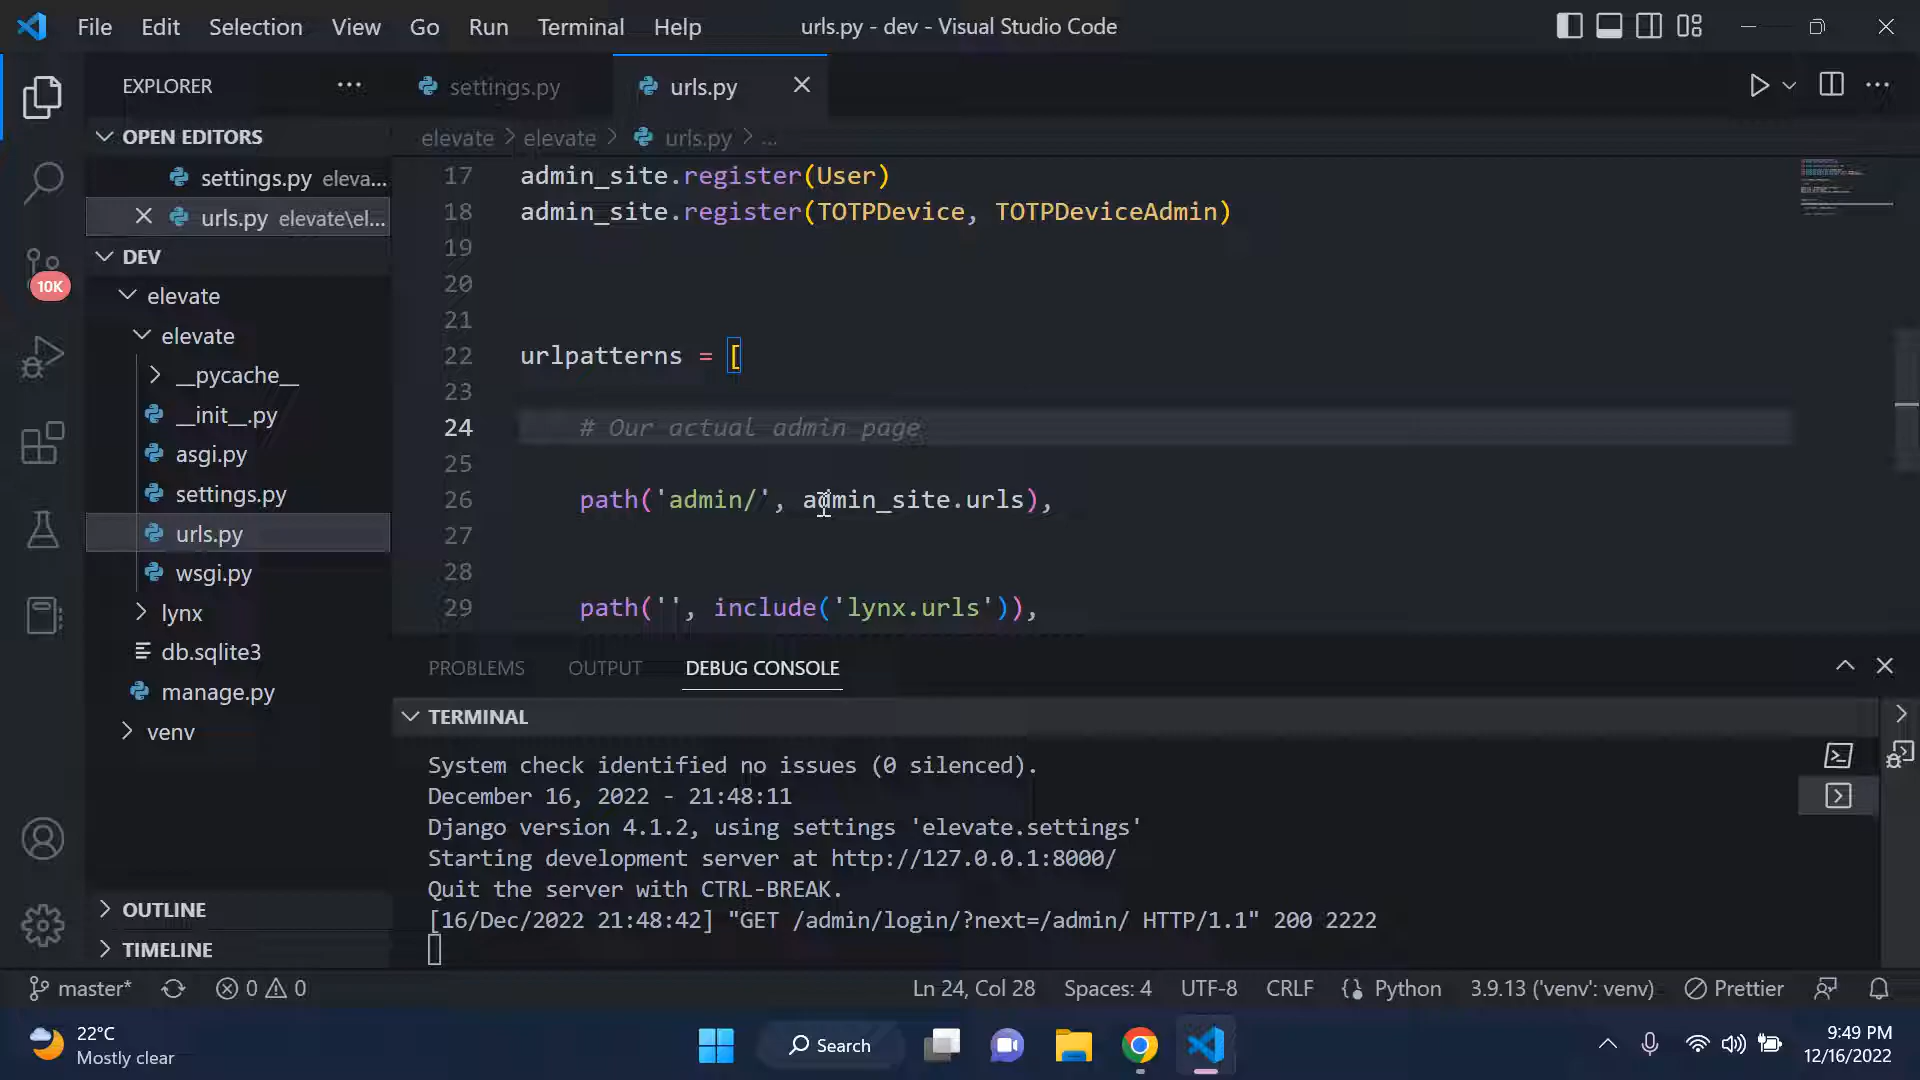 File Edit Selection View Go Run Terminal Help
urls.py - dev - Visual Studio Code
EXPLORER
OPEN EDITORS
settings.py eleva...
urls.py elevate\el...
DEV
elevate
elevate
__pycache__
__init__.py
asgi.py
settings.py
urls.py
wsgi.py
lynx
db.sqlite3
manage.py
venv
OUTLINE
TIMELINE
10K
settings.py urls.py
elevate > elevate > urls.py > ...
17 admin_site.register(User)
18 admin_site.register(TOTPDevice, TOTPDeviceAdmin)
19
20
21
22 urlpatterns = [
23
24 # Our actual admin page
25
26 path('admin/', admin_site.urls),
27
28
29 path('', include('lynx.urls')),
PROBLEMS OUTPUT DEBUG CONSOLE
TERMINAL
System check identified no issues (0 silenced).
December 16, 2022 - 21:48:11
Django version 4.1.2, using settings 'elevate.settings'
Starting development server at http://127.0.0.1:8000/
Quit the server with CTRL-BREAK.
[16/Dec/2022 21:48:42] "GET /admin/login/?next=/admin/ HTTP/1.1" 200 2222
master* 0 0 Ln 24, Col 28 Spaces: 4 UTF-8 CRLF Python 3.9.13 ('venv': venv) Prettier
22°C
Mostly clear
Search
9:49 PM
12/16/2022